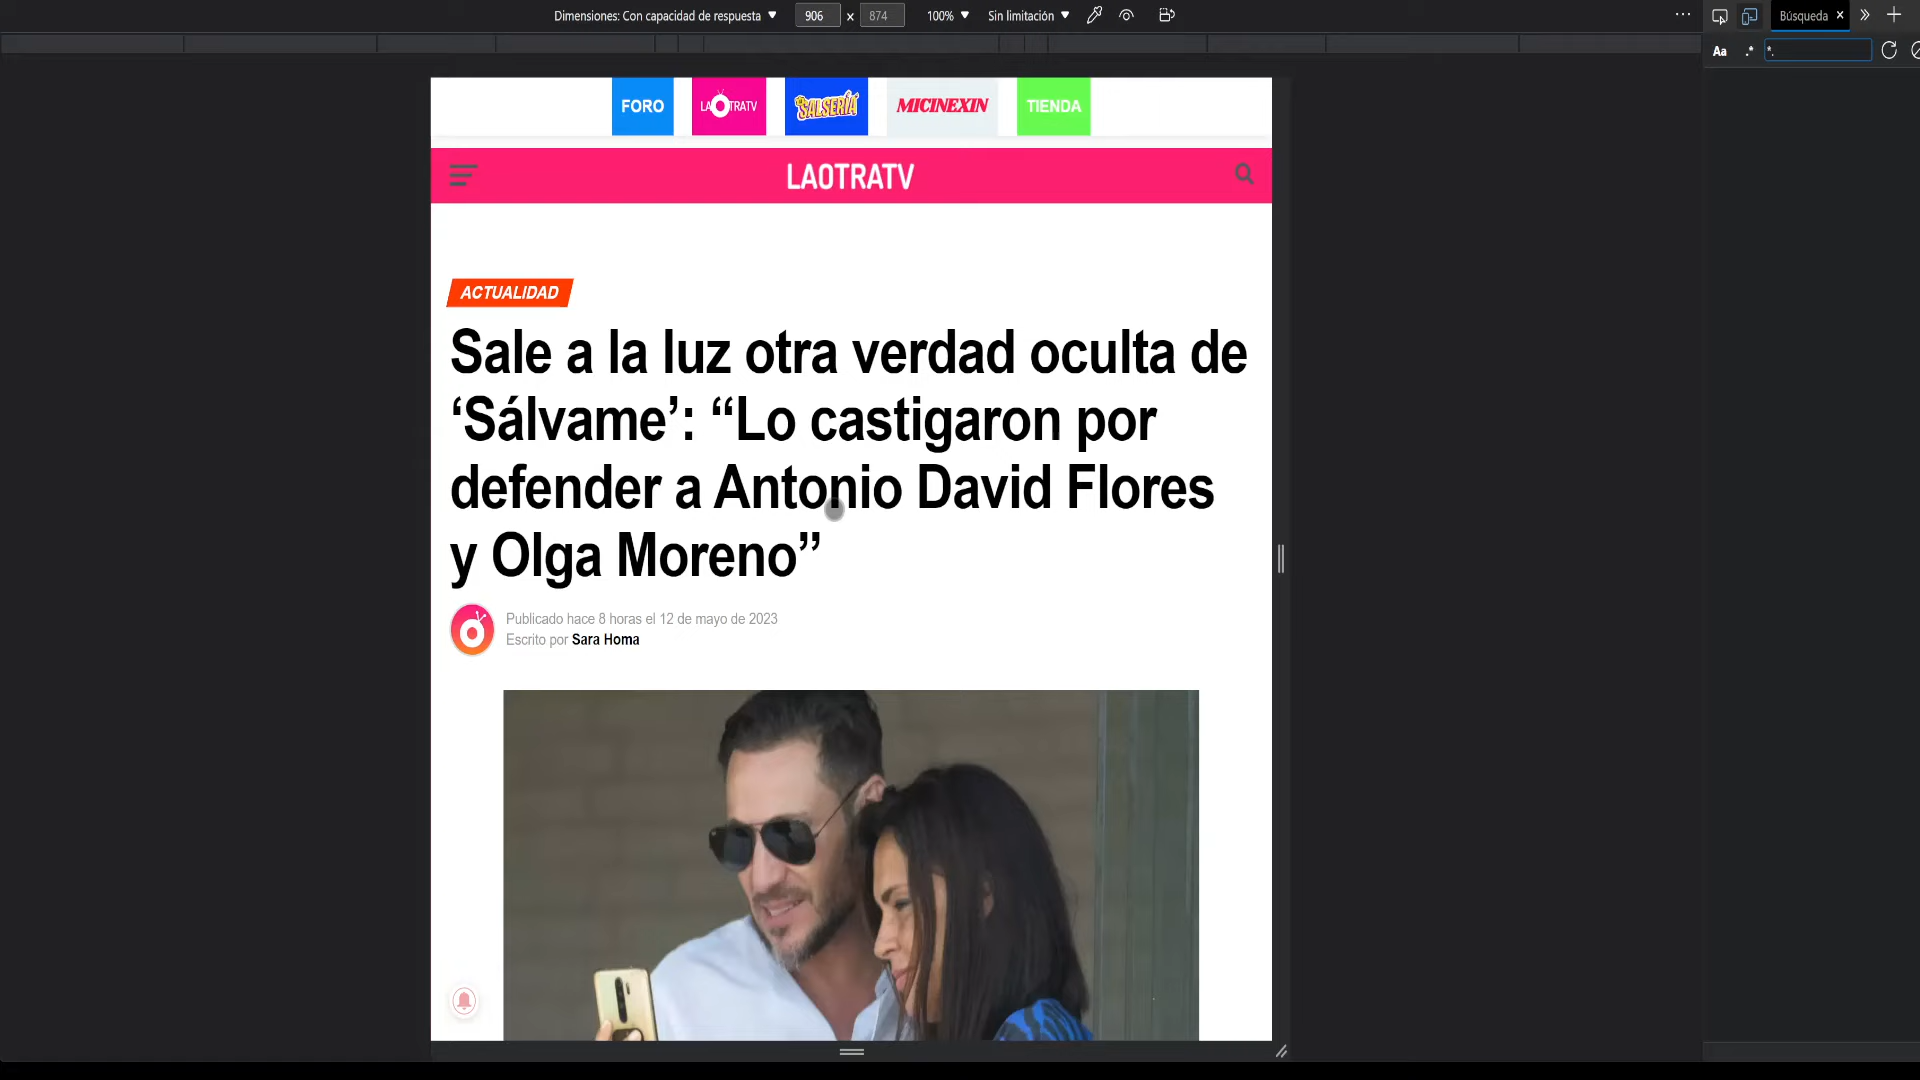 Dimensiones: Con capacidad de respuesta ▼ 906 x 874 100% ▼ Sin limitación ▼
Búsqueda ×
Aa .* *.
FORO LAOTRATV SALSERÍA MICINEXIN TIENDA
LAOTRATV
ACTUALIDAD
Sale a la luz otra verdad oculta de
‘Sálvame’: “Lo castigaron por
defender a Antonio David Flores
y Olga Moreno”
Publicado hace 8 horas el 12 de mayo de 2023
Escrito por Sara Homa